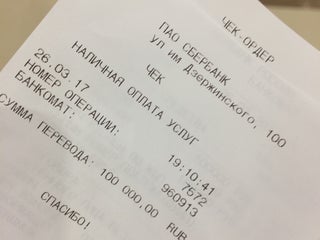 ЧЕК-ОРДЕР
ПАО СБЕРБАНК
ул им Дзержинского, 100
ЧЕК
НАЛИЧНАЯ ОПЛАТА УСЛУГ
26.03.17 19:10:41
НОМЕР ОПЕРАЦИИ: 7572
БАНКОМАТ: 960913
СУММА ПЕРЕВОДА: 100 000,00 RUB
СПАСИБО!